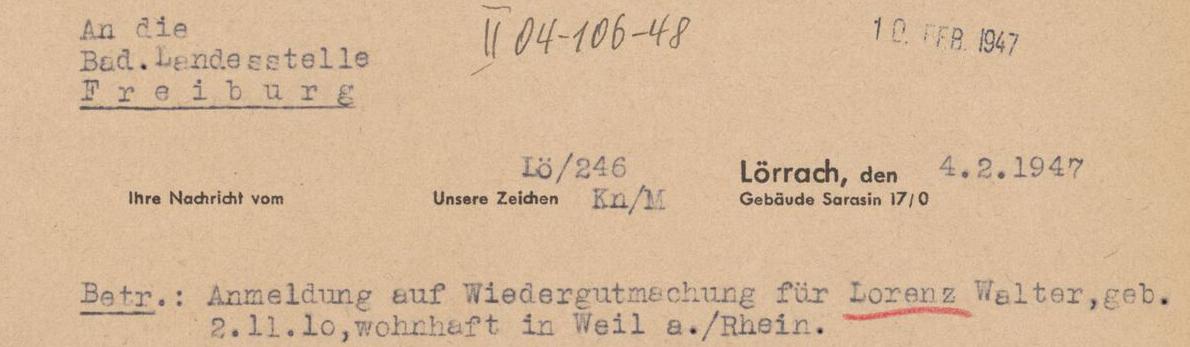 An die
Bad.Landesstelle
F r e i b u r g
II 04-106-48
10. FEB. 1947
Lö/246
Ihre Nachricht vom
Unsere Zeichen Kn/M
Lörrach, den 4.2.1947
Gebäude Sarasin 17/0
Betr.: Anmeldung auf Wiedergutmachung für Lorenz Walter,geb.
2.11.1o,wohnhaft in Weil a./Rhein.